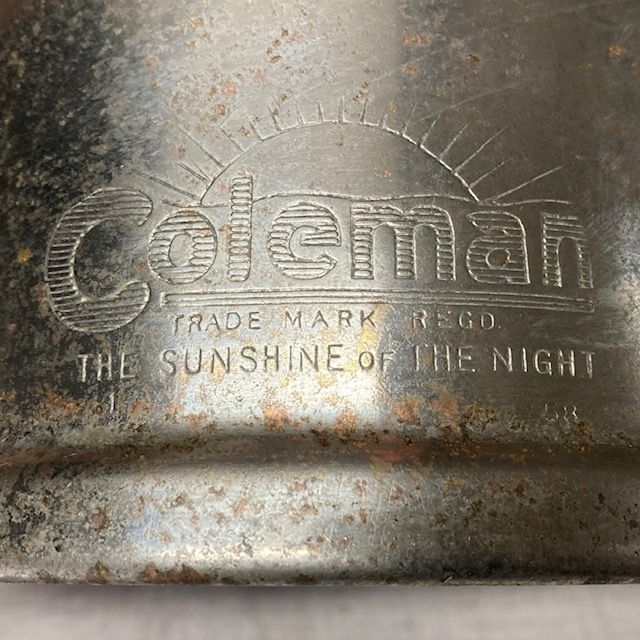 Coleman
TRADE MARK REGD.
THE SUNSHINE OF THE NIGHT
1 58